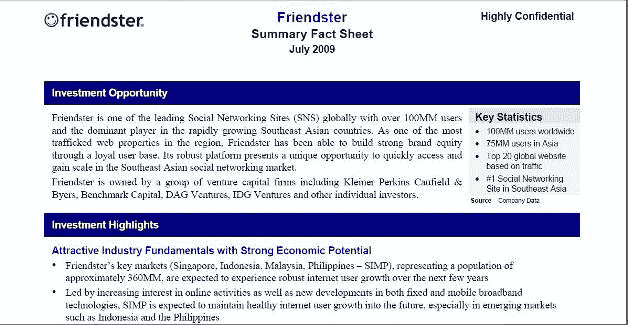 friendster
Friendster
Highly Confidential
Summary Fact Sheet
July 2009
Investment Opportunity
Friendster is one of the leading Social Networking Sites (SNS) globally with over 100MM users
and the dominant player in the rapidly growing Southeast Asian countries. As one of the most
trafficked web properties in the region, Friendster has been able to build strong brand equity
through a loyal user base. Its robust platform presents a unique opportunity to quickly access and
gain scale in the Southeast Asian social networking market.
Friendster is owned by a group of venture capital firms including Kleiner Perkins Caufield &
Byers, Benchmark Capital, DAG Ventures, IDG Ventures and other individual investors.
Key Statistics
• 100MM users worldwide
• 75MM users in Asia
• Top 20 global website
based on traffic
• #1 Social Networking
Site in Southeast Asia
Source Company Data
Investment Highlights
Attractive Industry Fundamentals with Strong Economic Potential
• Friendster's key markets (Singapore, Indonesia, Malaysia, Philippines – SIMP), representing a population of
approximately 360MM, are expected to experience robust internet user growth over the next few years
• Led by increasing interest in online activities as well as new developments in both fixed and mobile broadband
technologies, SIMP is expected to maintain healthy internet user growth into the future, especially in emerging markets
such as Indonesia and the Philippines